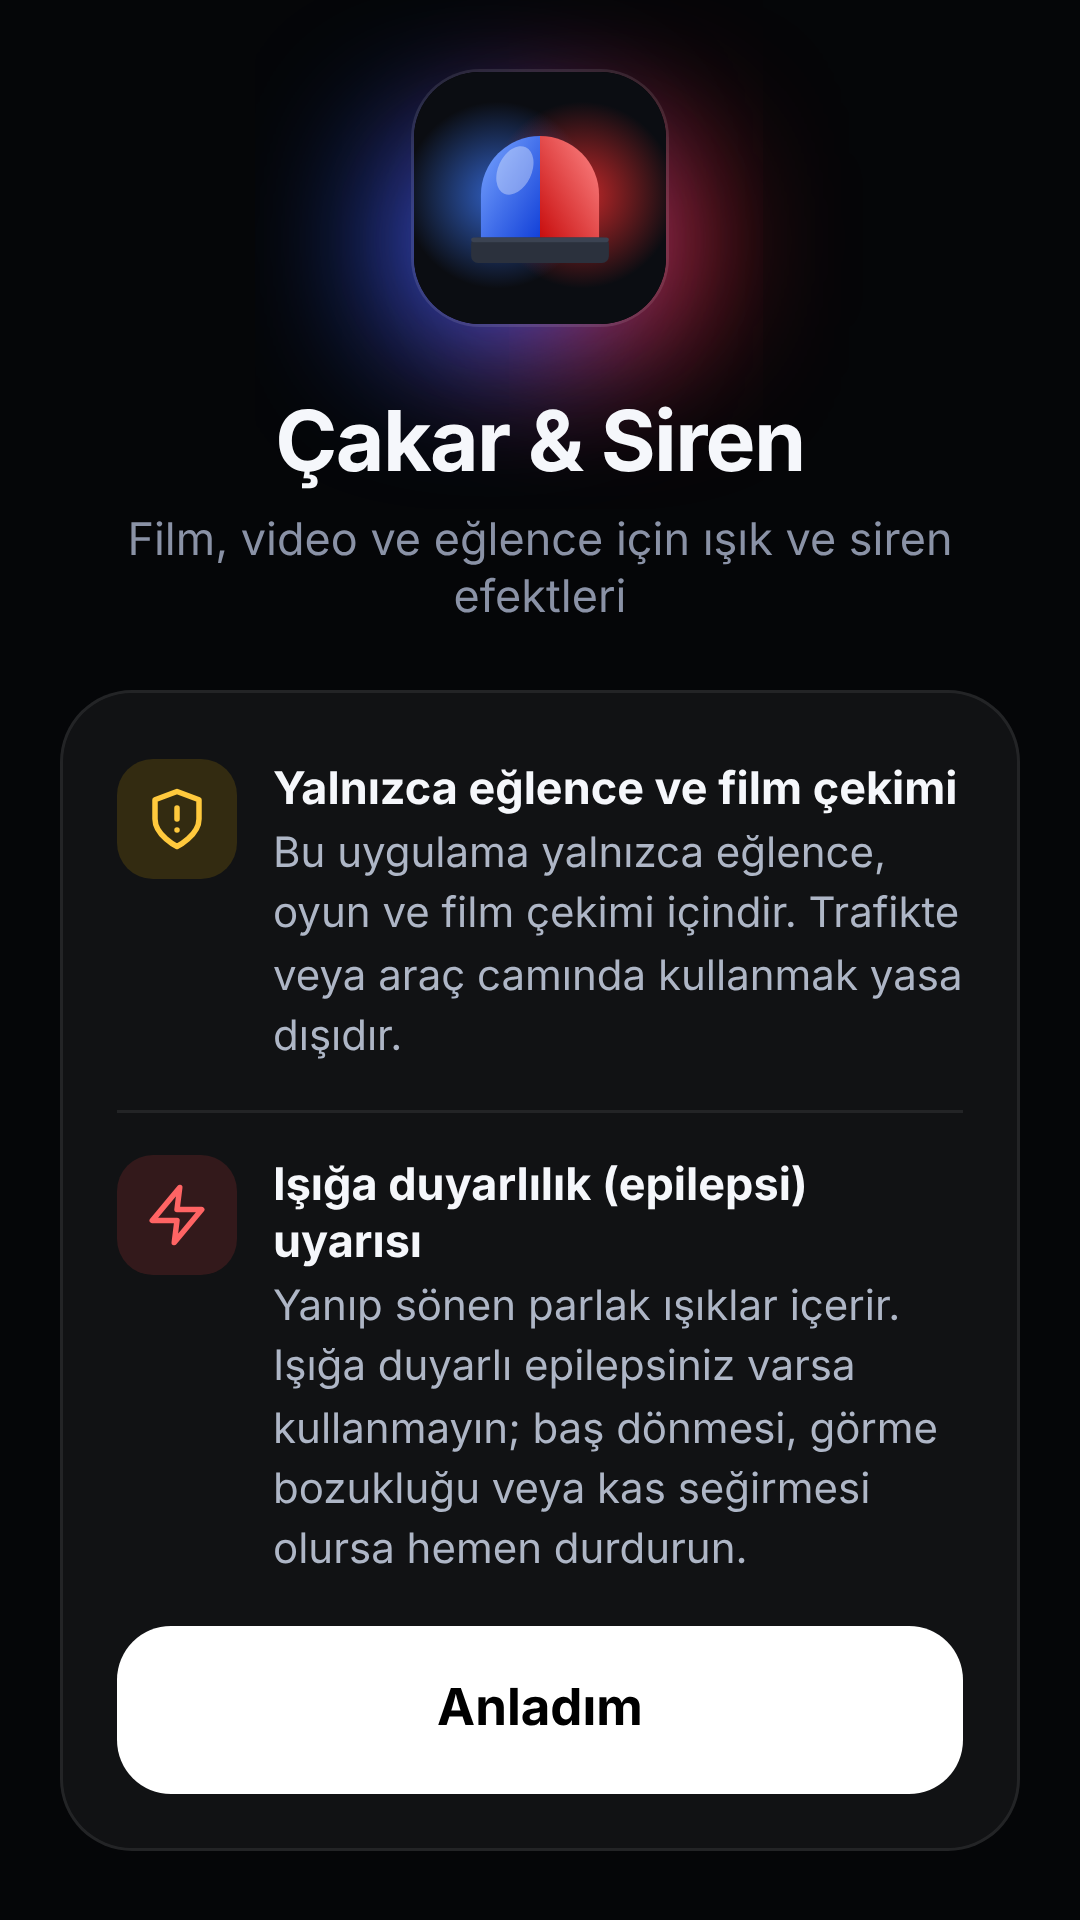 Çakar & Siren
Film, video ve eğlence için ışık ve siren
efektleri
Yalnızca eğlence ve film çekimi
Bu uygulama yalnızca eğlence,
oyun ve film çekimi içindir. Trafikte
veya araç camında kullanmak yasa
dışıdır.
Işığa duyarlılık (epilepsi)
uyarısı
Yanıp sönen parlak ışıklar içerir.
Işığa duyarlı epilepsiniz varsa
kullanmayın; baş dönmesi, görme
bozukluğu veya kas seğirmesi
olursa hemen durdurun.
Anladım